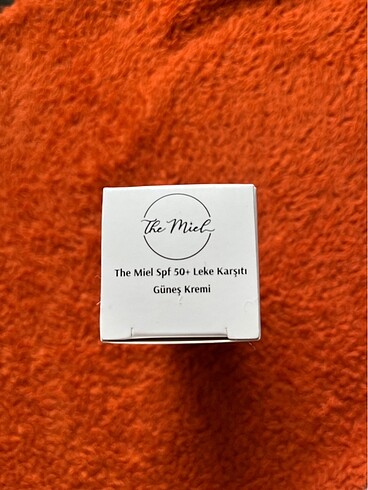 The Miel
The Miel Spf 50+ Leke Karşıtı
Güneş Kremi